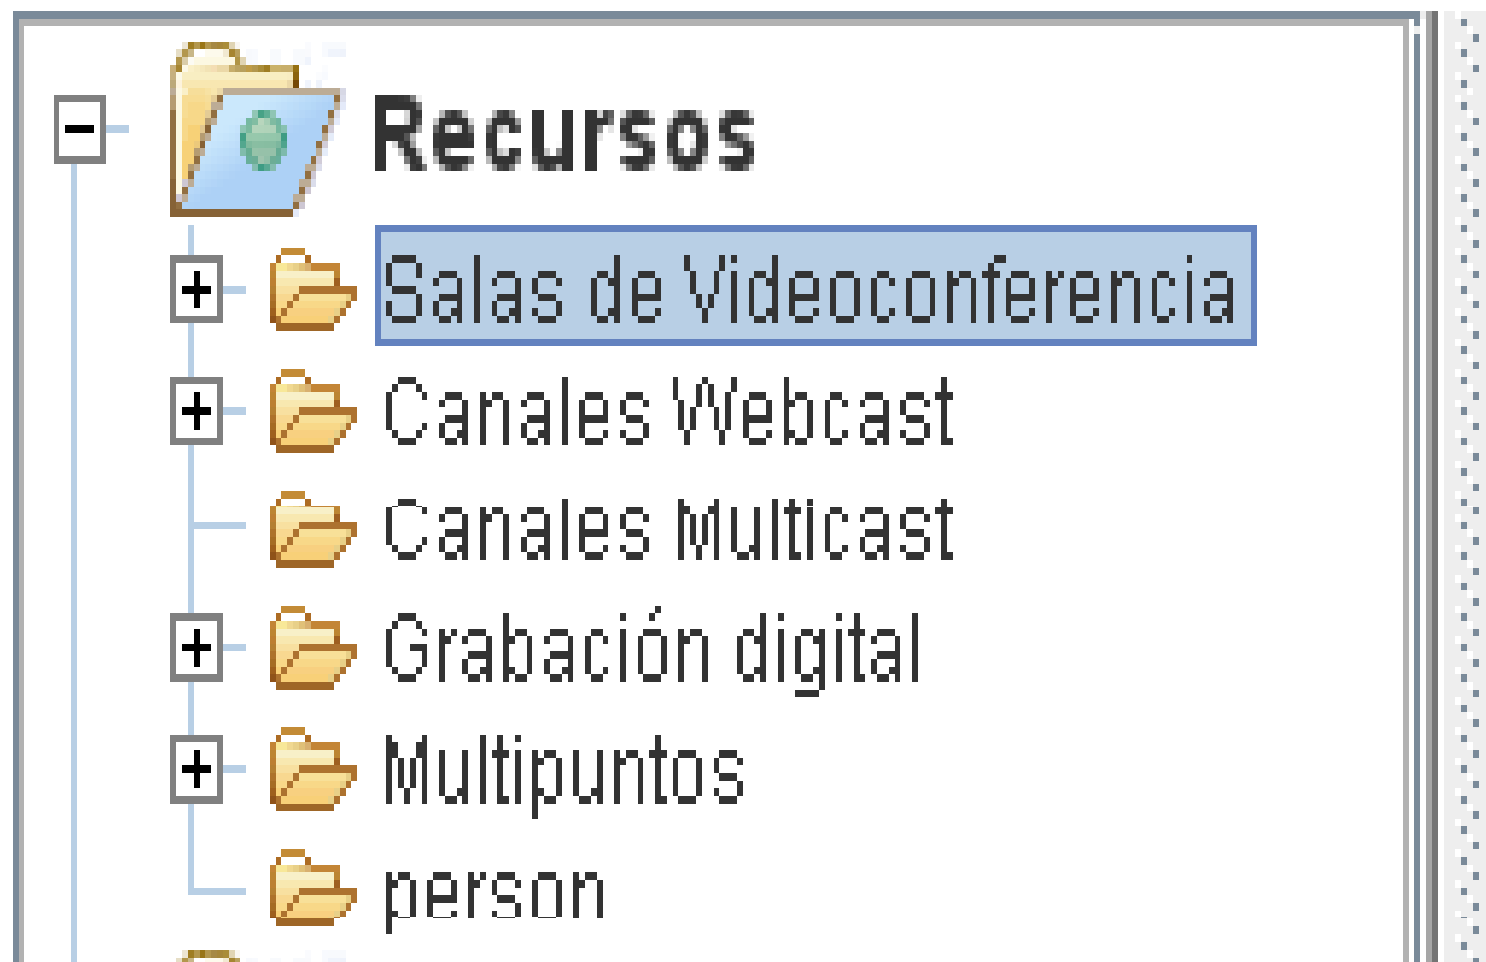 Recursos
Salas de Videoconferencia
Canales Webcast
Canales Multicast
Grabación digital
Multipuntos
person